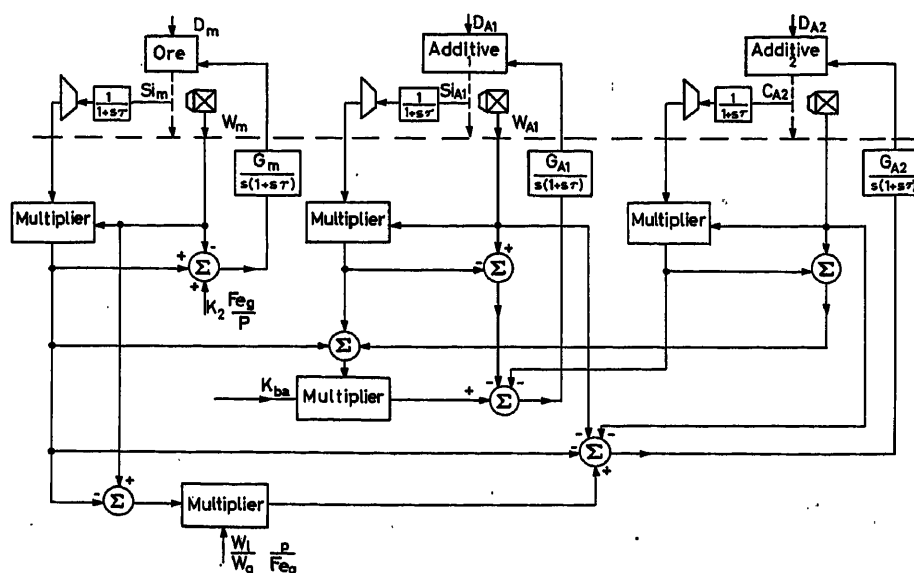 D_m D_A1 D_A2
Ore Additive 1 Additive 2
Si_m Si_A1 C_A2
1/(1+sτ) 1/(1+sτ) 1/(1+sτ)
W_m W_A1
G_m/(s(1+sτ)) G_A1/(s(1+sτ)) G_A2/(s(1+sτ))
Multiplier Multiplier Multiplier
- + 
+ Σ - Σ Σ
+
K_2 Fe_g/P
Σ Σ
K_ba Multiplier + - - Σ
- - - Σ +
+ - Σ Multiplier
W_l/W_g p/Fe_g